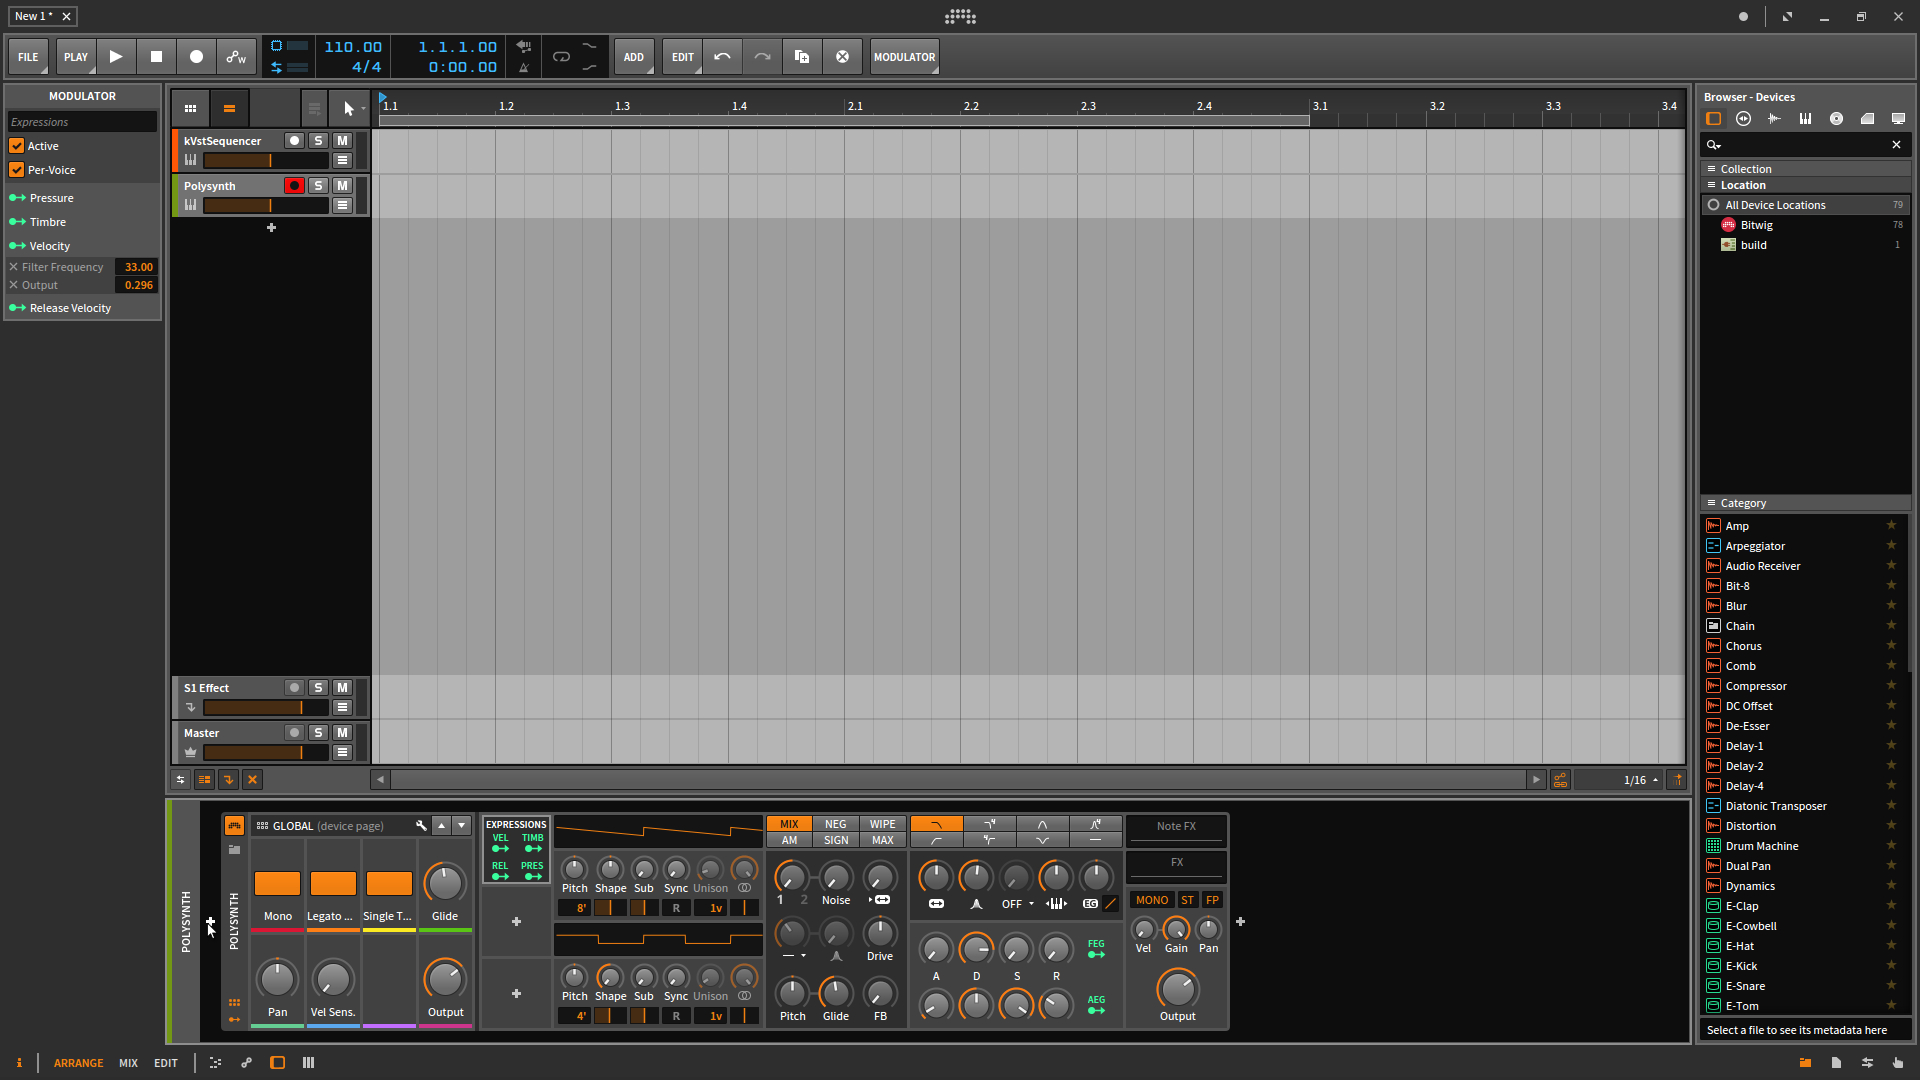 New 1 *
FILE
PLAY
110.00
4/4
1.1.1.00
0:00.00
ADD
EDIT
MODULATOR
MODULATOR
Expressions
Active
Per-Voice
Pressure
Timbre
Velocity
Filter Frequency 33.00
Output 0.296
Release Velocity
1.1 1.2 1.3 1.4 2.1 2.2 2.3 2.4 3.1 3.2 3.3 3.4
kVstSequencer S M
Polysynth S M
S1 Effect S M
Master S M
1/16
Browser - Devices
Collection
Location
All Device Locations 79
Bitwig 78
build 1
Category
Amp
Arpeggiator
Audio Receiver
Bit-8
Blur
Chain
Chorus
Comb
Compressor
DC Offset
De-Esser
Delay-1
Delay-2
Delay-4
Diatonic Transposer
Distortion
Drum Machine
Dual Pan
Dynamics
E-Clap
E-Cowbell
E-Hat
E-Kick
E-Snare
E-Tom
Select a file to see its metadata here
POLYSYNTH
POLYSYNTH
GLOBAL (device page)
Mono Legato ... Single T... Glide
Pan Vel Sens. Output
EXPRESSIONS
VEL TIMB
REL PRES
Pitch Shape Sub Sync Unison
8' R 1v
Pitch Shape Sub Sync Unison
4' R 1v
MIX NEG WIPE
AM SIGN MAX
1 2 Noise
Drive
Pitch Glide FB
OFF EG
A D S R
FEG
AEG
Note FX
FX
MONO ST FP
Vel Gain Pan
Output
i ARRANGE MIX EDIT